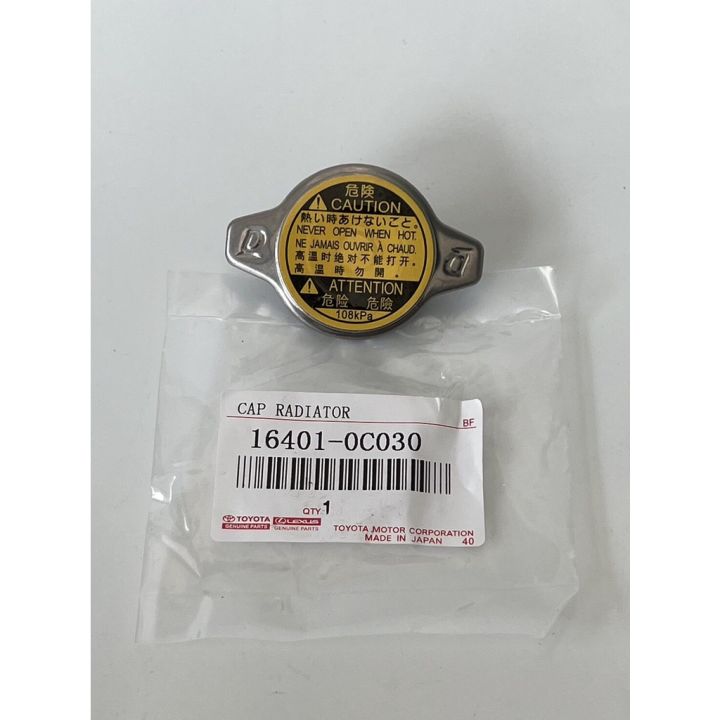 危険
CAUTION
熱い時あけないこと。
NEVER OPEN WHEN HOT.
NE JAMAIS OUVRIR À CHAUD.
高温时绝对不能打开。
高温時勿開。
ATTENTION
危险 危險
108kPa
CAP RADIATOR
BF
16401-0C030
QTY 1
TOYOTA LEXUS
GENUINE PARTS GENUINE PARTS
TOYOTA MOTOR CORPORATION
MADE IN JAPAN 40